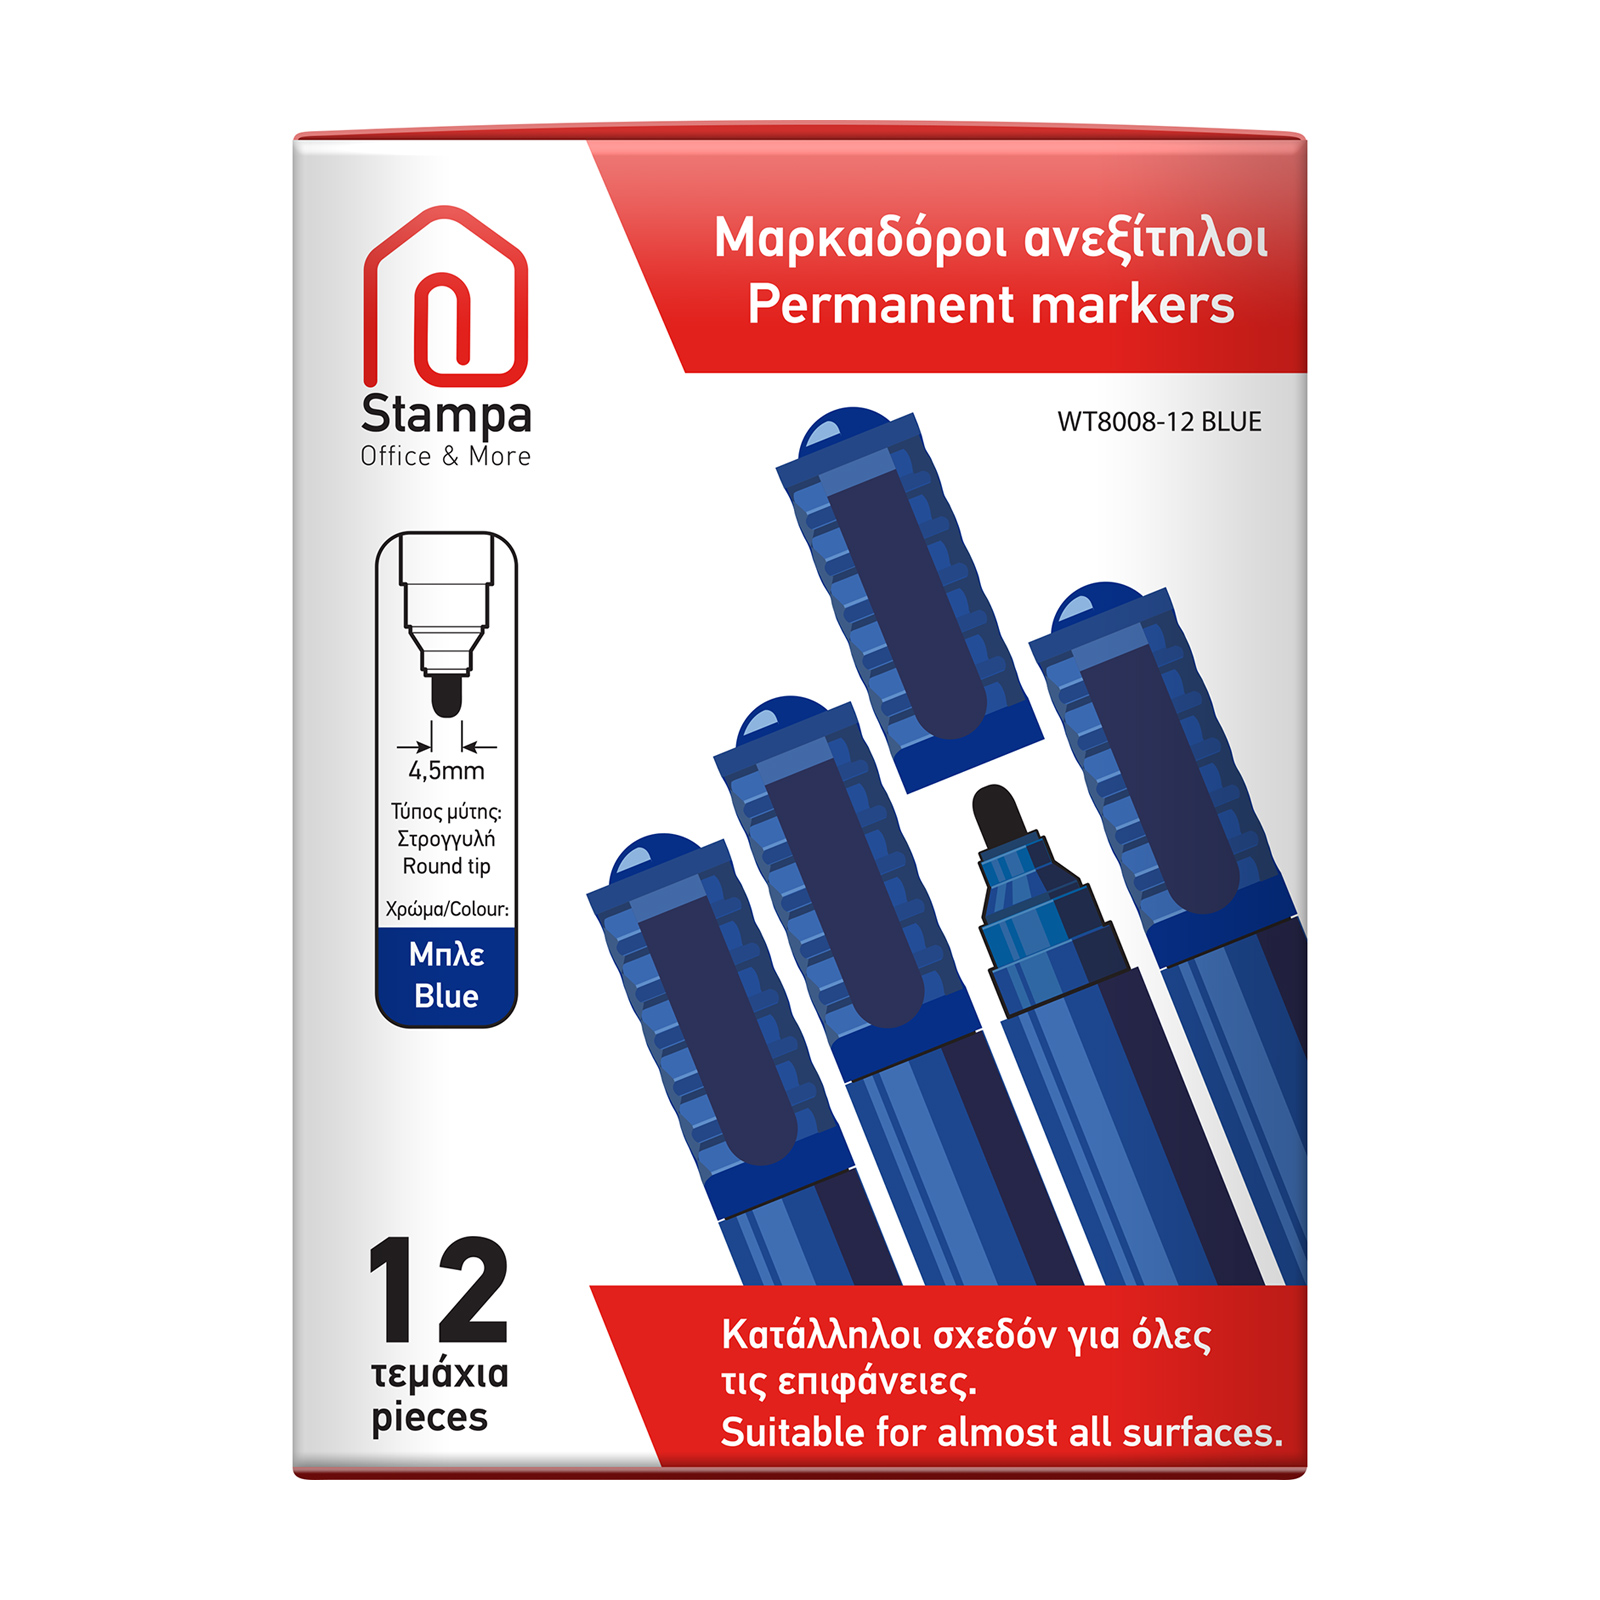 Μαρκαδόροι ανεξίτηλοι
Permanent markers
Stampa
Office & More
WT8008-12 BLUE
4,5mm
Τύπος μύτης:
Στρογγυλή
Round tip
Χρώμα/Colour:
Μπλε
Blue
12
τεμάχια
pieces
Κατάλληλοι σχεδόν για όλες
τις επιφάνειες.
Suitable for almost all surfaces.